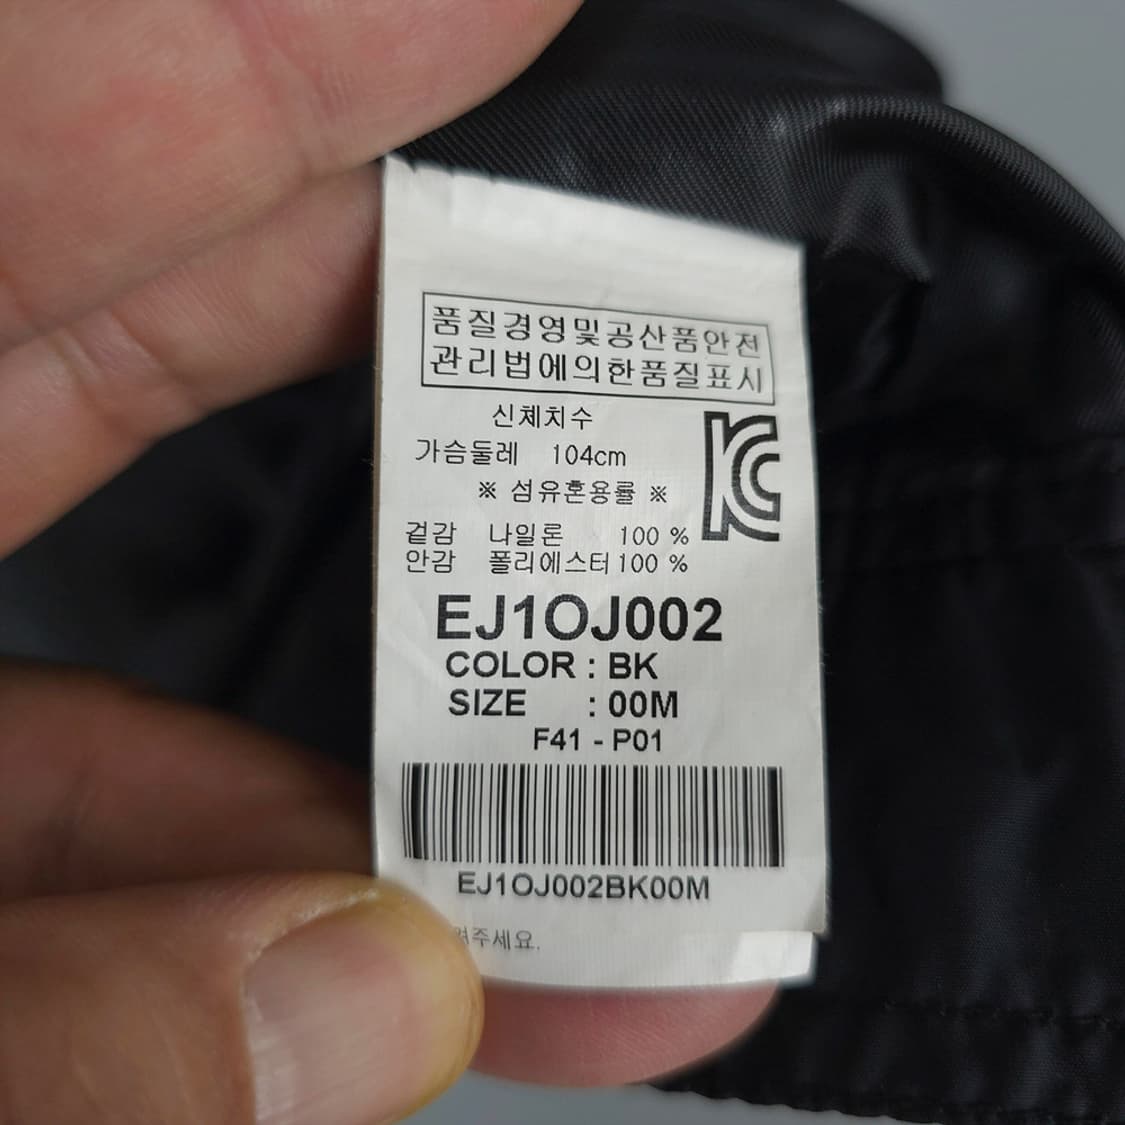 품질경영및공산품안전
관리법에의한품질표시
신체치수
가슴둘레 104cm
※ 섬유혼용률 ※
겉감 나일론 100 %
안감 폴리에스터 100 %
EJ1OJ002
COLOR : BK
SIZE : 00M
F41 - P01
EJ1OJ002BK00M